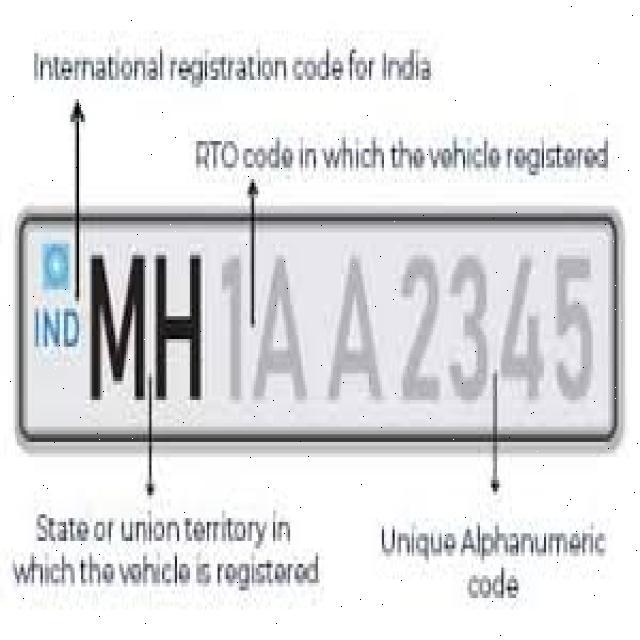 International registration code for India
RTO code in which the vehicle registered
IND MH 1A A 2345
State or union territory in
which the vehicle is registered
Unique Alphanumeric
code